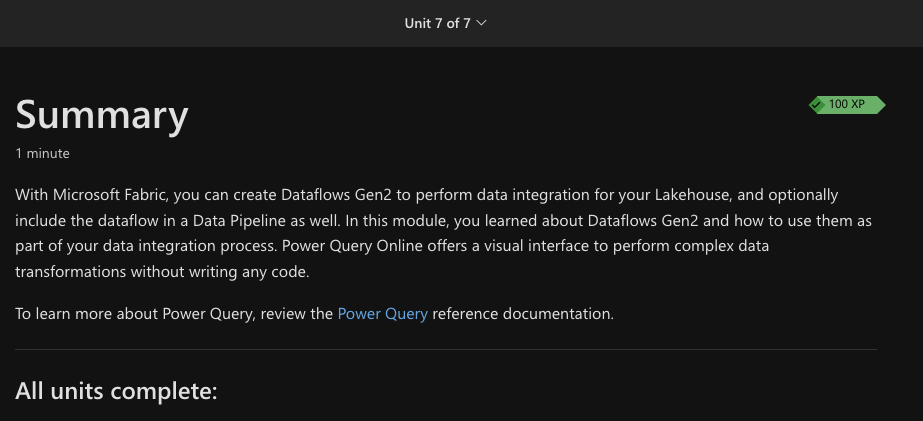 Unit 7 of 7
Summary
100 XP
1 minute
With Microsoft Fabric, you can create Dataflows Gen2 to perform data integration for your Lakehouse, and optionally
include the dataflow in a Data Pipeline as well. In this module, you learned about Dataflows Gen2 and how to use them as
part of your data integration process. Power Query Online offers a visual interface to perform complex data
transformations without writing any code.
To learn more about Power Query, review the Power Query reference documentation.
All units complete: